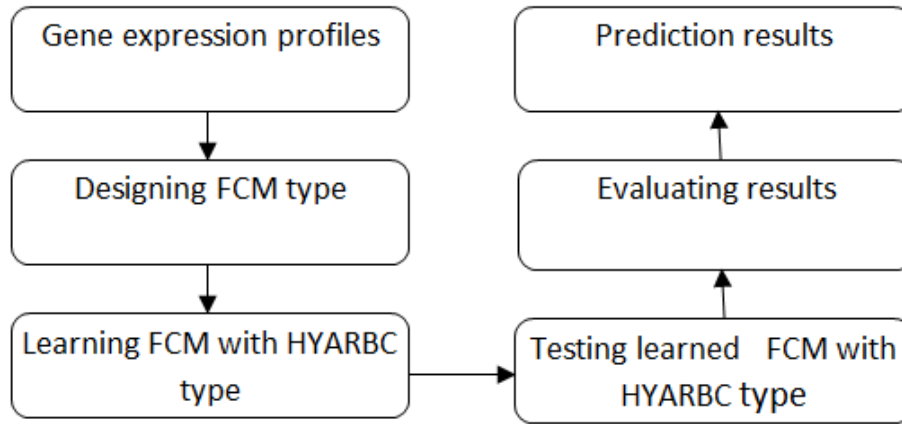 Gene expression profiles
Designing FCM type
Learning FCM with HYARBC
type
Testing learned FCM with
HYARBC type
Evaluating results
Prediction results